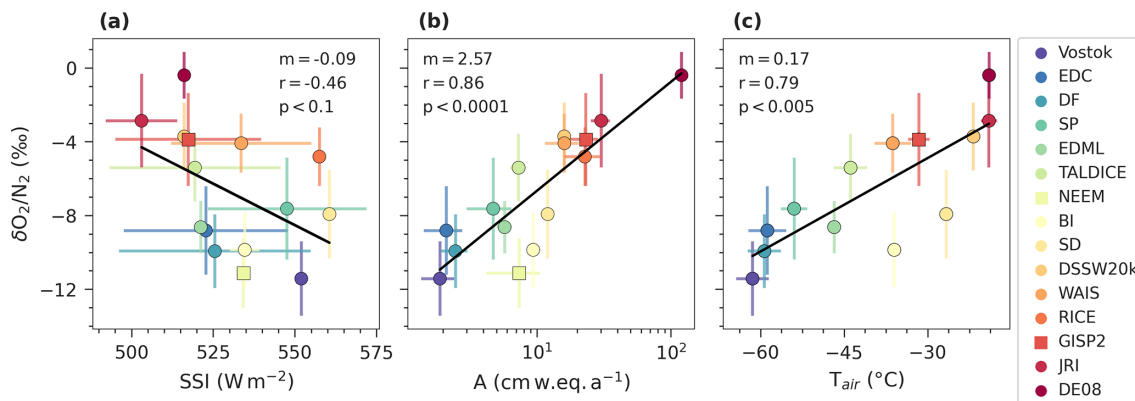 (a)
(b)
(c)
m = -0.09
r = -0.46
p < 0.1
m = 2.57
r = 0.86
p < 0.0001
m = 0.17
r = 0.79
p < 0.005
δO₂/N₂ (‰)
0
−4
−8
−12
500
525
550
575
SSI (W m⁻²)
10¹
10²
A (cm w.eq. a⁻¹)
−60
−45
−30
T_air (°C)
Vostok
EDC
DF
SP
EDML
TALDICE
NEEM
BI
SD
DSSW20k
WAIS
RICE
GISP2
JRI
DE08